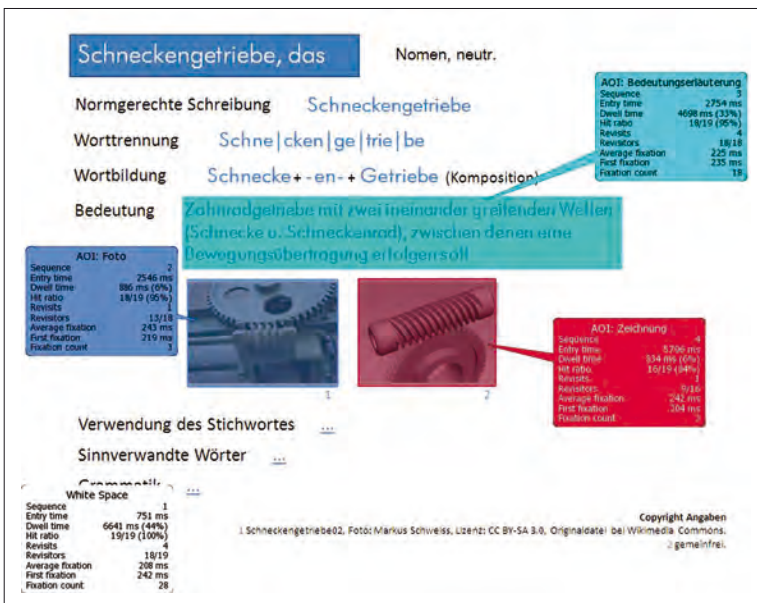 Schneckengetriebe, das
Nomen, neutr.
Normgerechte Schreibung Schneckengetriebe
Worttrennung Schne|cken|ge|trie|be
Wortbildung Schnecke+ -en- + Getriebe (Komposition)
Bedeutung Zahnradgetriebe mit zwei ineinander greifenden Wellen
(Schnecke u. Schneckenrad), zwischen denen eine
Bewegungsübertragung erfolgen soll
AOI: Bedeutungserläuterung
Sequence 3
Entry time 2754 ms
Dwell time 4698 ms (33%)
Hit ratio 18/19 (95%)
Revisits 4
Revisitors 18/18
Average fixation 225 ms
First fixation 235 ms
Fixation count 18
AOI: Foto
Sequence 2
Entry time 2546 ms
Dwell time 886 ms (6%)
Hit ratio 18/19 (95%)
Revisits 1
Revisitors 13/18
Average fixation 243 ms
First fixation 219 ms
Fixation count 3
1
2
AOI: Zeichnung
Sequence 4
Entry time 5706 ms
Dwell time 834 ms (6%)
Hit ratio 16/19 (84%)
Revisits 1
Revisitors 9/16
Average fixation 242 ms
First fixation 204 ms
Fixation count
Verwendung des Stichwortes ...
Sinnverwandte Wörter ...
Grammatik ...
White Space
Sequence 1
Entry time 751 ms
Dwell time 6641 ms (44%)
Hit ratio 19/19 (100%)
Revisits 4
Revisitors 18/19
Average fixation 208 ms
First fixation 242 ms
Fixation count 28
Copyright Angaben
1 Schneckengetriebe02, Foto: Markus Schweiss, Lizenz: CC BY-SA 3.0, Originaldatei bei Wikimedia Commons.
2 gemeinfrei.